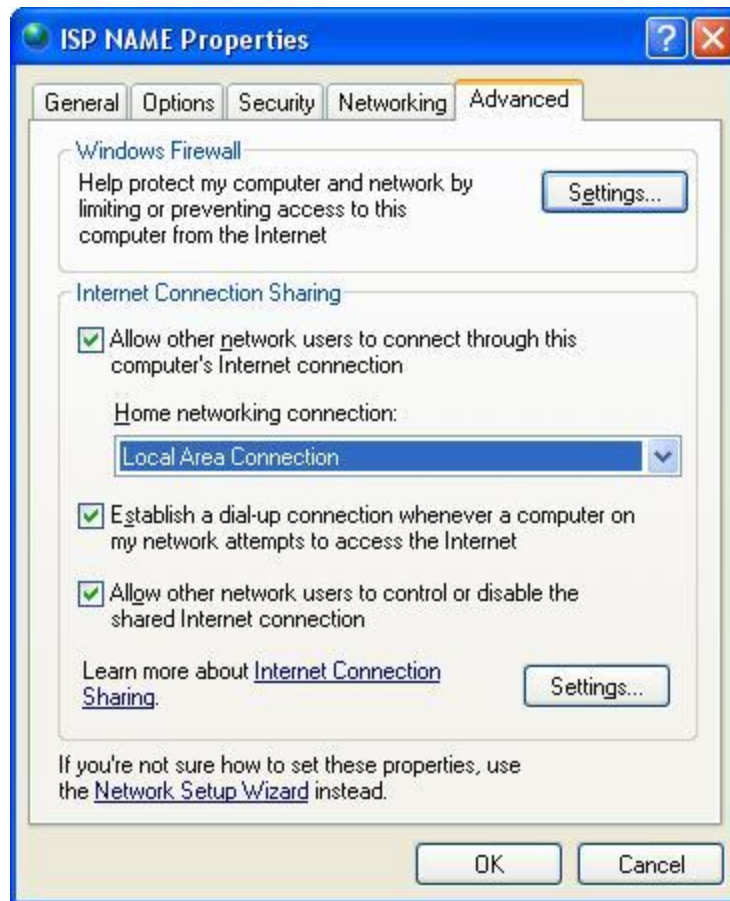 ISP NAME Properties
General Options Security Networking Advanced
Windows Firewall
Help protect my computer and network by
limiting or preventing access to this
computer from the Internet
Settings...
Internet Connection Sharing
Allow other network users to connect through this
computer's Internet connection
Home networking connection:
Local Area Connection
Establish a dial-up connection whenever a computer on
my network attempts to access the Internet
Allow other network users to control or disable the
shared Internet connection
Learn more about Internet Connection
Sharing.
Settings...
If you're not sure how to set these properties, use
the Network Setup Wizard instead.
OK Cancel